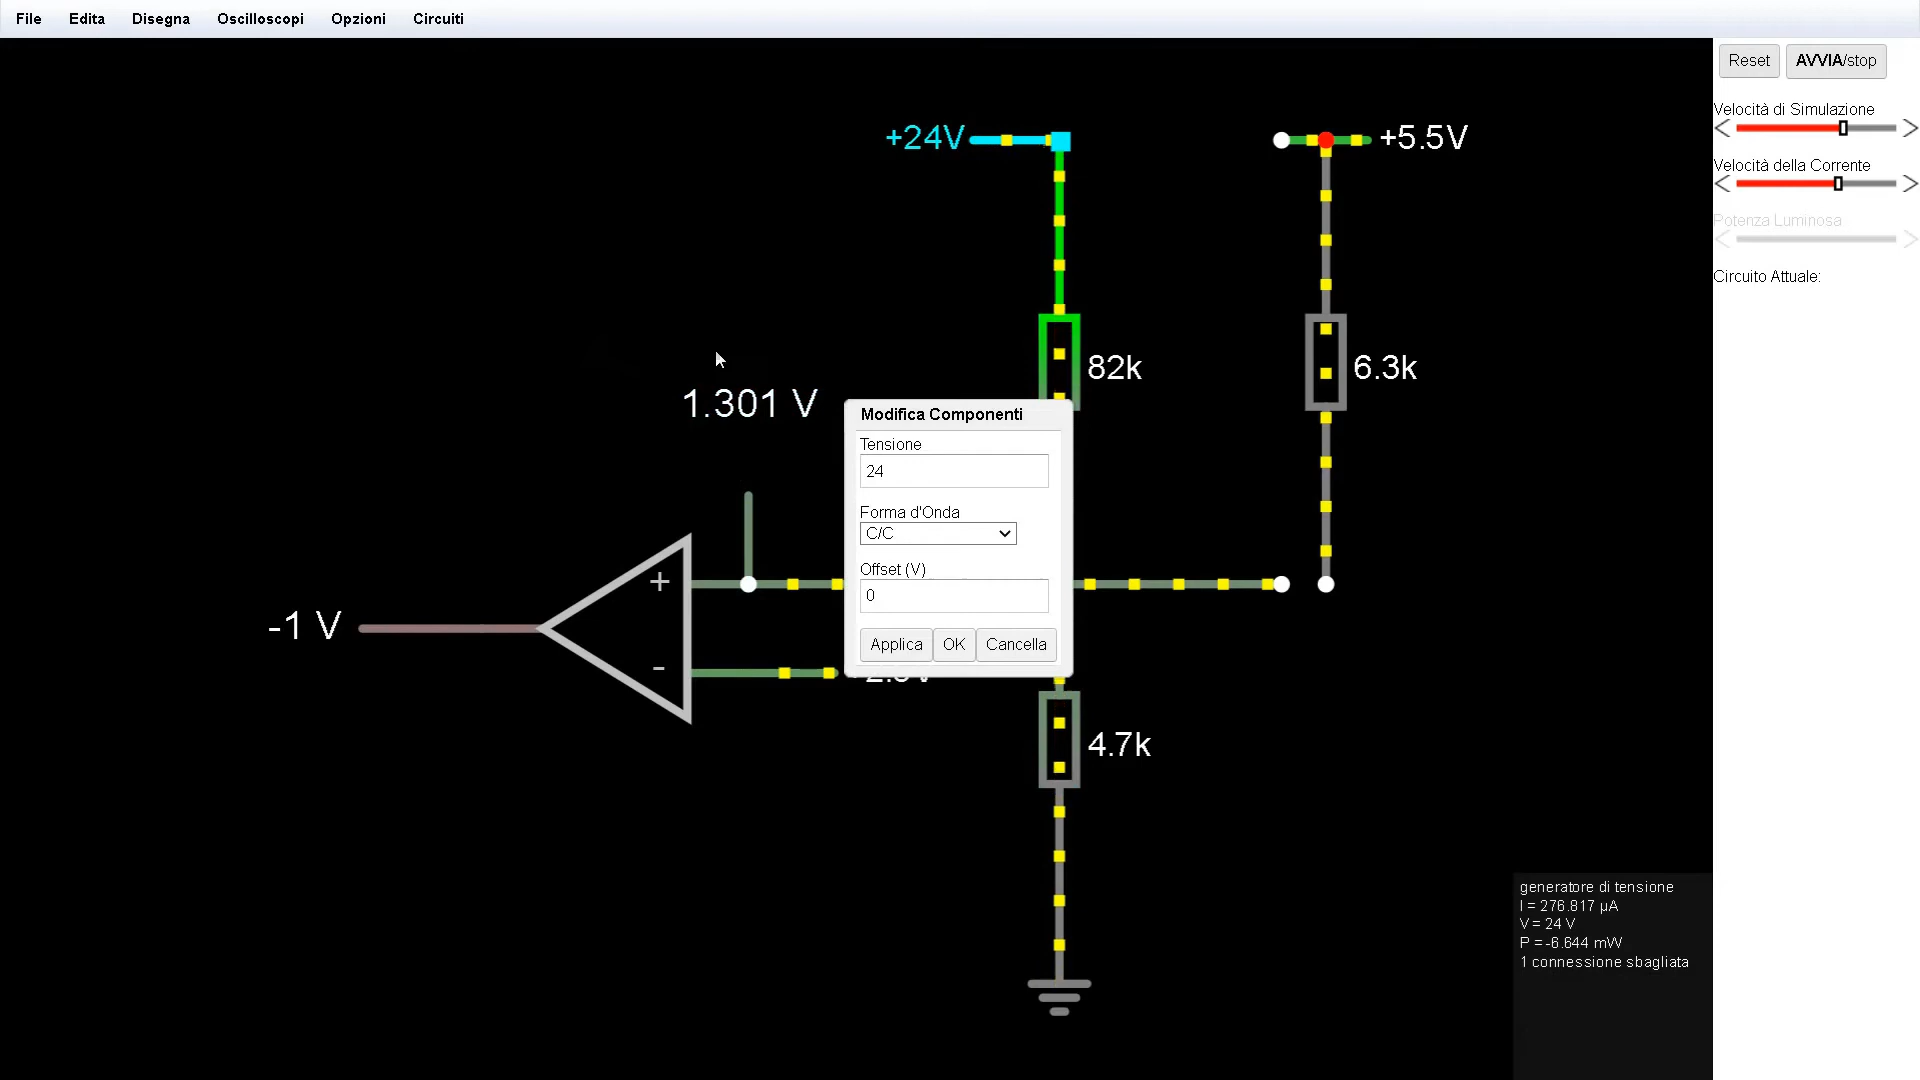 File Edita Disegna Oscilloscopi Opzioni Circuiti
Reset AVVIA/stop
Velocità di Simulazione
Velocità della Corrente
Potenza Luminosa
Circuito Attuale:
+24V
+5.5V
82k
6.3k
1.301 V
Modifica Componenti
Tensione
24
Forma d'Onda
C/C
Offset (V)
0
Applica OK Cancella
+
-1 V
-
4.7k
generatore di tensione
I = 276.817 µA
V = 24 V
P = -6.644 mW
1 connessione sbagliata